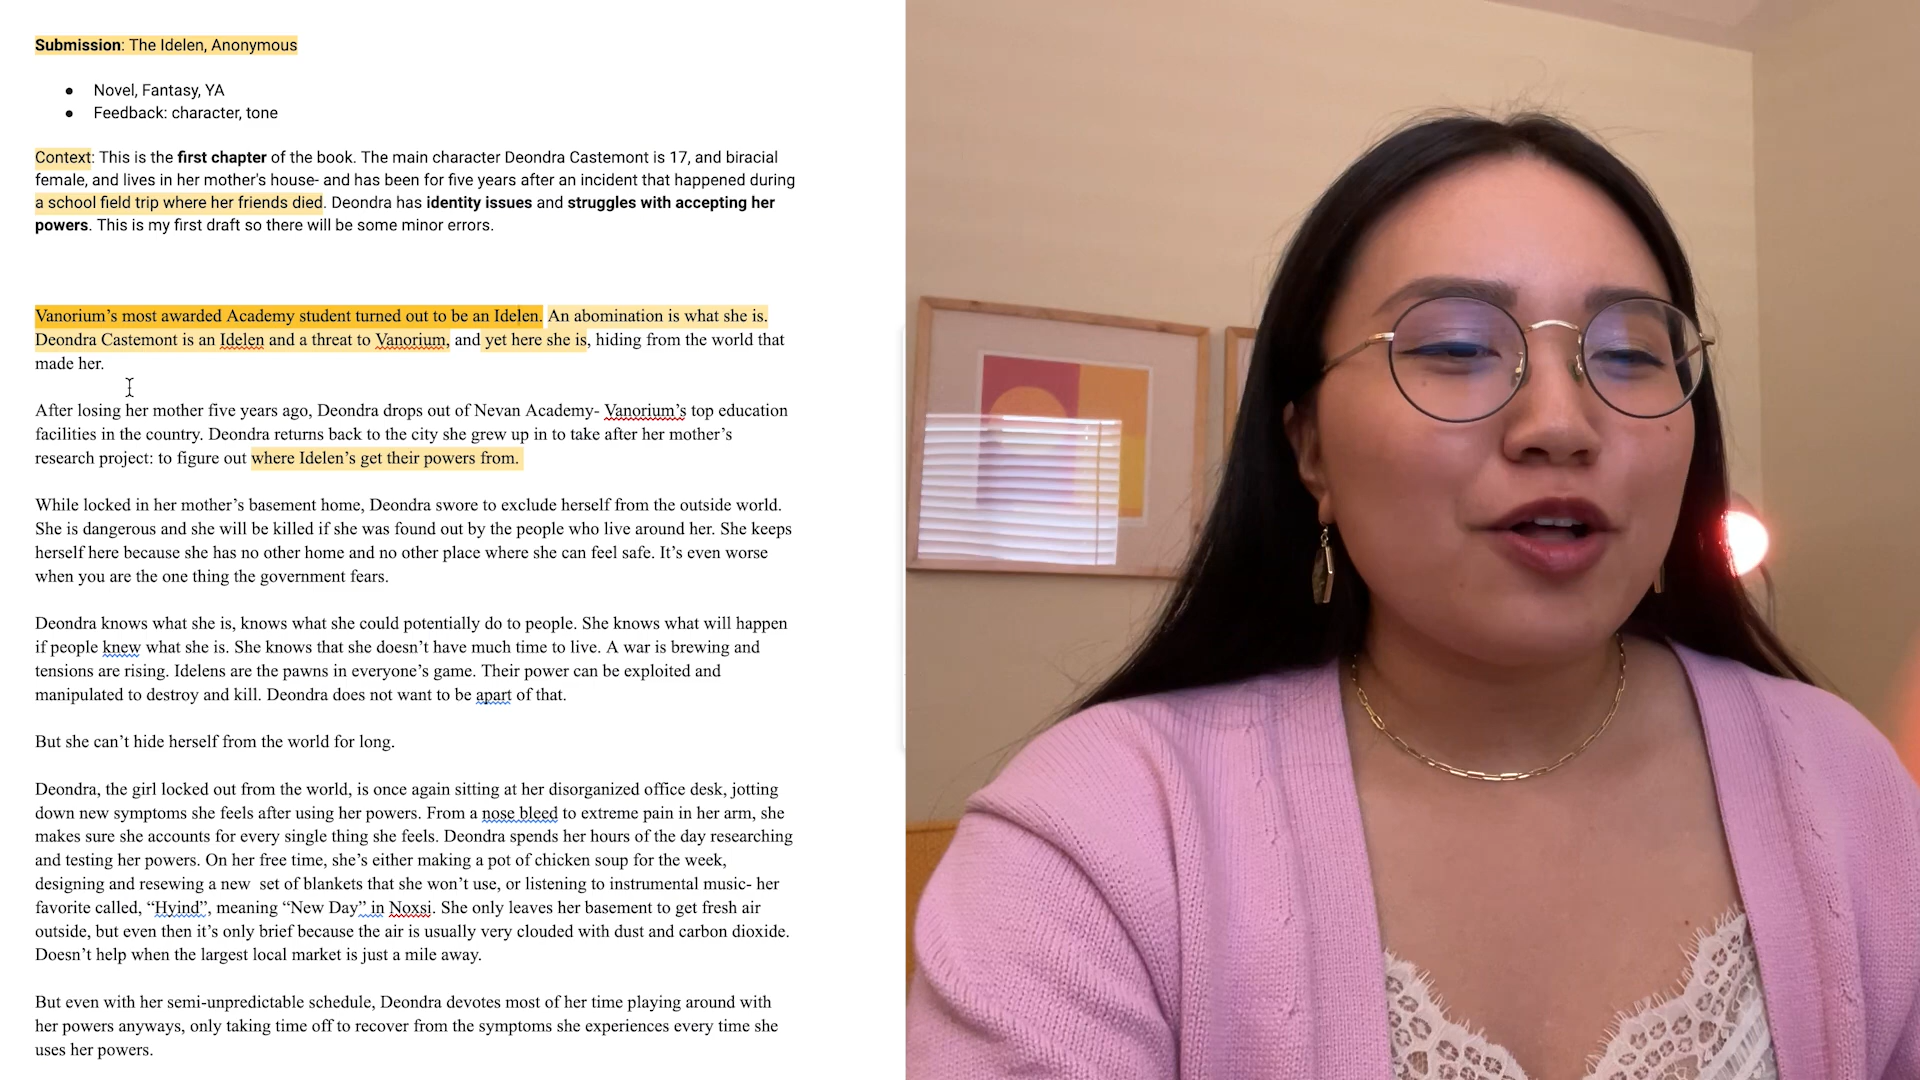 Submission: The Idelen, Anonymous
● Novel, Fantasy, YA
● Feedback: character, tone
Context: This is the first chapter of the book. The main character Deondra Castemont is 17, and biracial
female, and lives in her mother's house- and has been for five years after an incident that happened during
a school field trip where her friends died. Deondra has identity issues and struggles with accepting her
powers. This is my first draft so there will be some minor errors.
Vanorium’s most awarded Academy student turned out to be an Idelen. An abomination is what she is.
Deondra Castemont is an Idelen and a threat to Vanorium, and yet here she is, hiding from the world that
made her.
After losing her mother five years ago, Deondra drops out of Nevan Academy- Vanorium’s top education
facilities in the country. Deondra returns back to the city she grew up in to take after her mother’s
research project: to figure out where Idelen’s get their powers from.
While locked in her mother’s basement home, Deondra swore to exclude herself from the outside world.
She is dangerous and she will be killed if she was found out by the people who live around her. She keeps
herself here because she has no other home and no other place where she can feel safe. It’s even worse
when you are the one thing the government fears.
Deondra knows what she is, knows what she could potentially do to people. She knows what will happen
if people knew what she is. She knows that she doesn’t have much time to live. A war is brewing and
tensions are rising. Idelens are the pawns in everyone’s game. Their power can be exploited and
manipulated to destroy and kill. Deondra does not want to be apart of that.
But she can’t hide herself from the world for long.
Deondra, the girl locked out from the world, is once again sitting at her disorganized office desk, jotting
down new symptoms she feels after using her powers. From a nose bleed to extreme pain in her arm, she
makes sure she accounts for every single thing she feels. Deondra spends her hours of the day researching
and testing her powers. On her free time, she’s either making a pot of chicken soup for the week,
designing and resewing a new  set of blankets that she won’t use, or listening to instrumental music- her
favorite called, “Hyind”, meaning “New Day” in Noxsi. She only leaves her basement to get fresh air
outside, but even then it’s only brief because the air is usually very clouded with dust and carbon dioxide.
Doesn’t help when the largest local market is just a mile away.
But even with her semi-unpredictable schedule, Deondra devotes most of her time playing around with
her powers anyways, only taking time off to recover from the symptoms she experiences every time she
uses her powers.